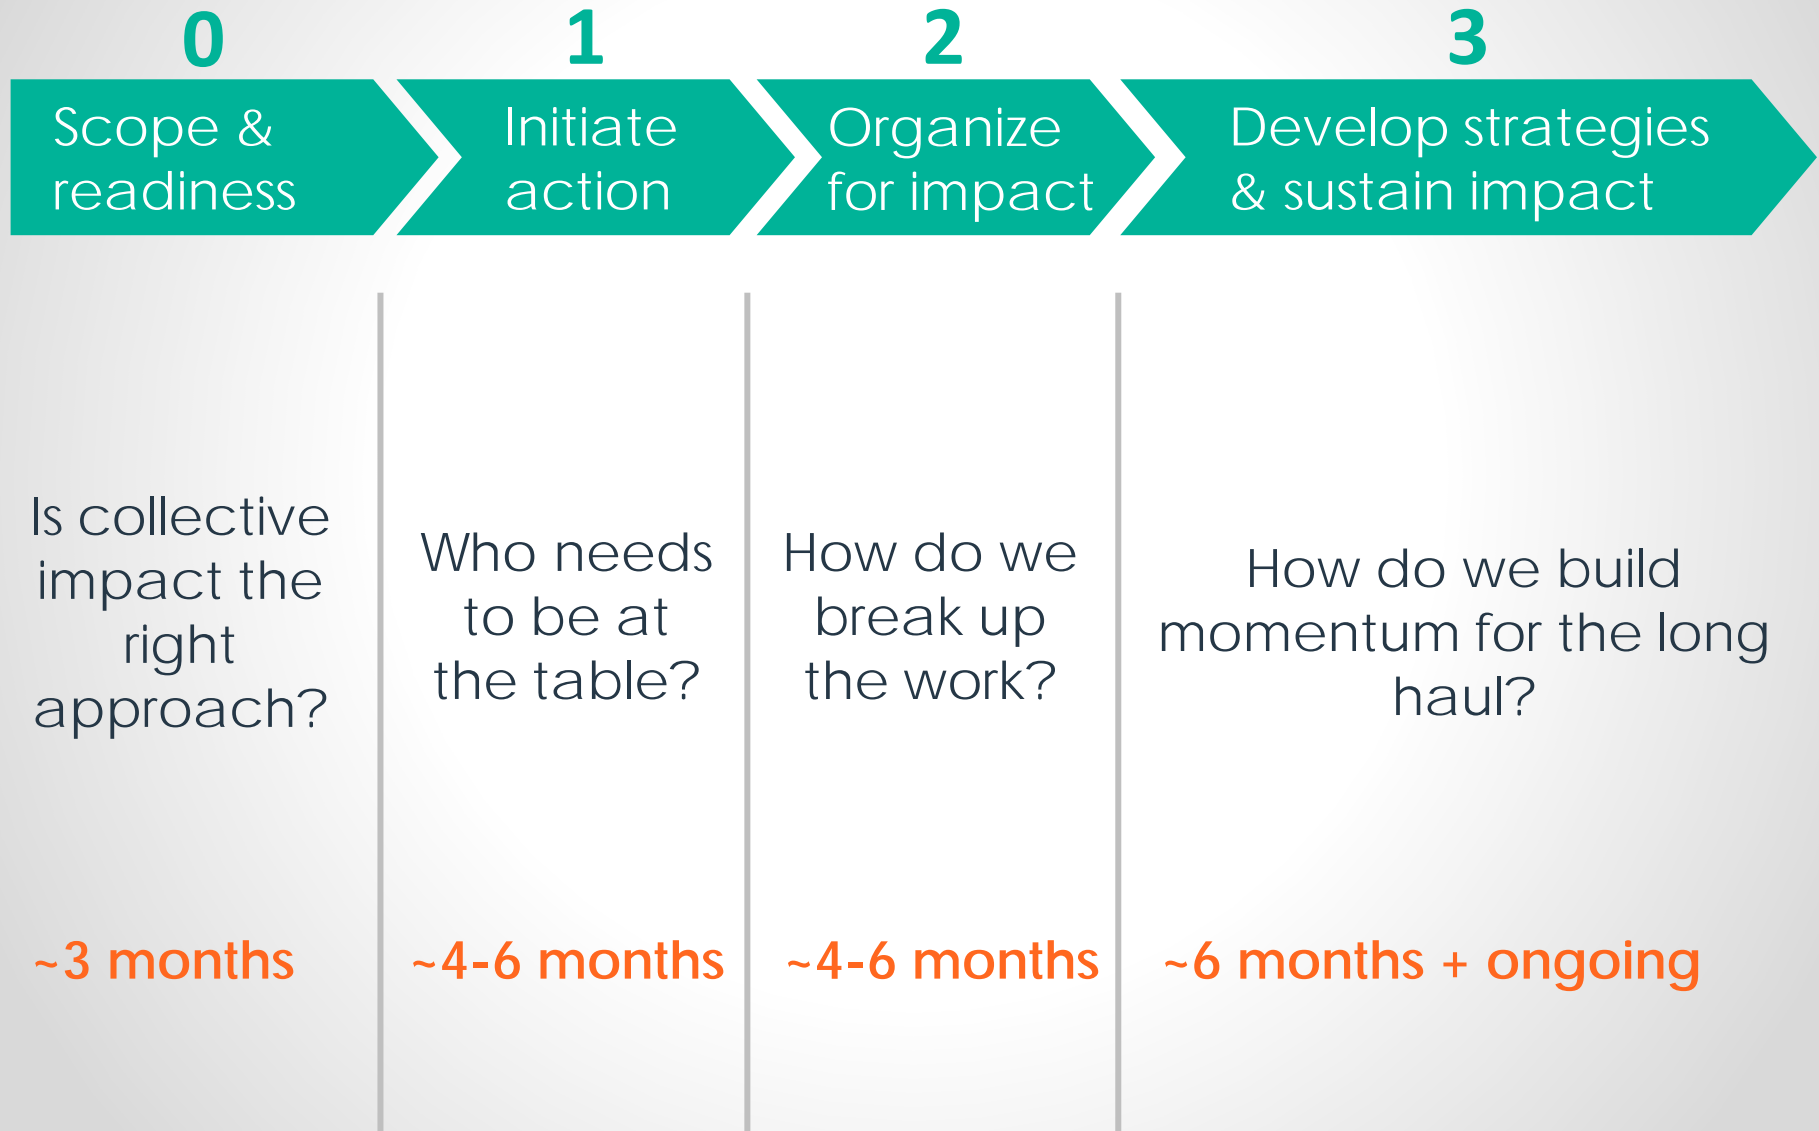 0
Scope &
readiness
1
Initiate
action
2
Organize
for impact
3
Develop strategies
& sustain impact
Is collective
impact the
right
approach?
Who needs
to be at
the table?
How do we
break up
the work?
How do we build
momentum for the long
haul?
~3 months
~4-6 months
~4-6 months
~6 months + ongoing